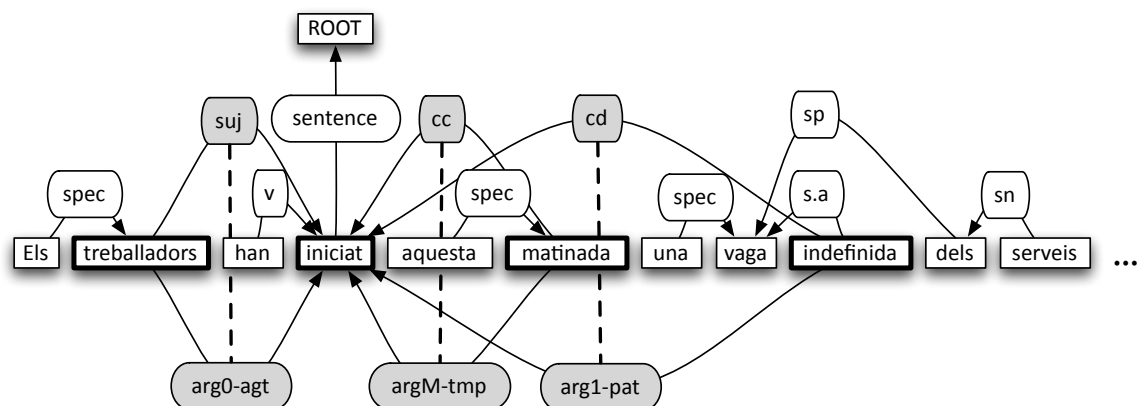 ROOT
suj sentence cc cd sp
spec v spec spec s.a sn
Els treballadors han iniciat aquesta matinada una vaga indefinida dels serveis ...
arg0-agt argM-tmp arg1-pat